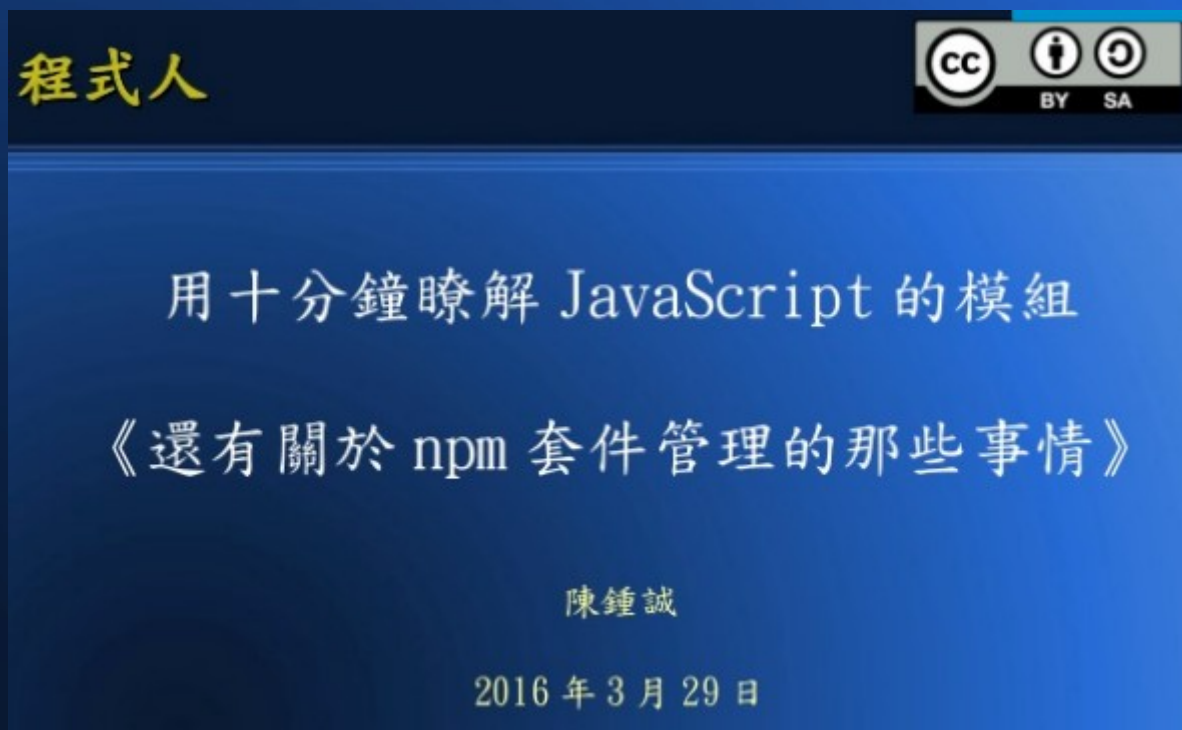 程式人
cc
BY SA
用十分鐘瞭解 JavaScript 的模組
《還有關於 npm 套件管理的那些事情》
陳鍾誠
2016 年 3 月 29 日